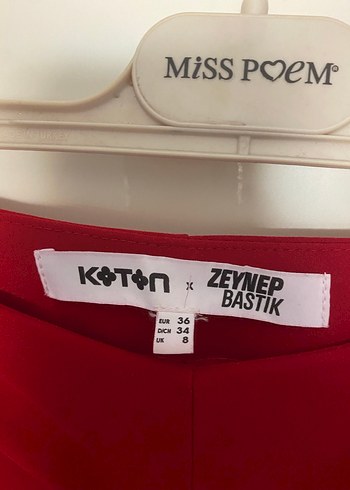 MiSS POEM
KOTON x ZEYNEP BASTIK
EUR 36
D/CH 34
UK 8